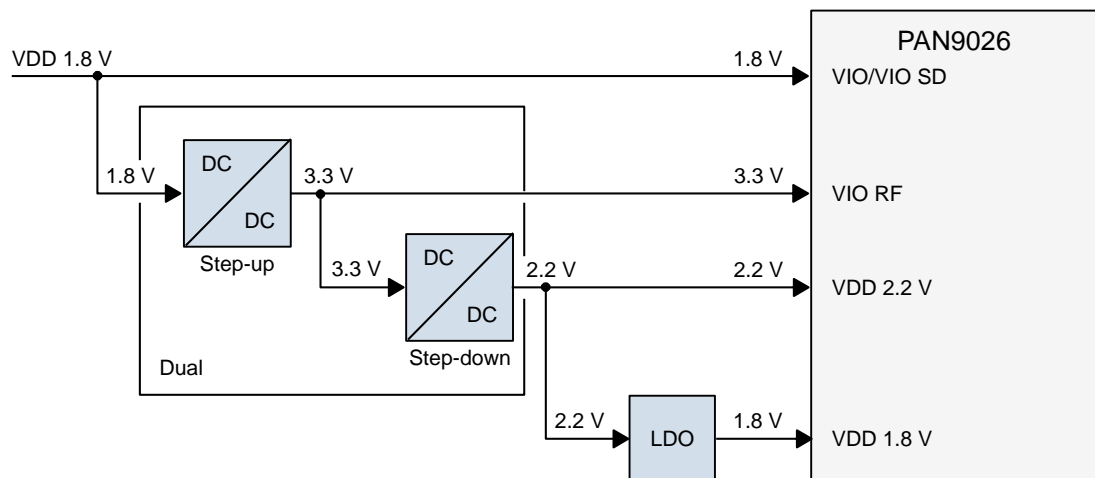 PAN9026
VDD 1.8 V
1.8 V
VIO/VIO SD
DC
DC
1.8 V
3.3 V
3.3 V
VIO RF
Step-up
DC
DC
3.3 V
2.2 V
2.2 V
VDD 2.2 V
Step-down
Dual
2.2 V
LDO
1.8 V
VDD 1.8 V